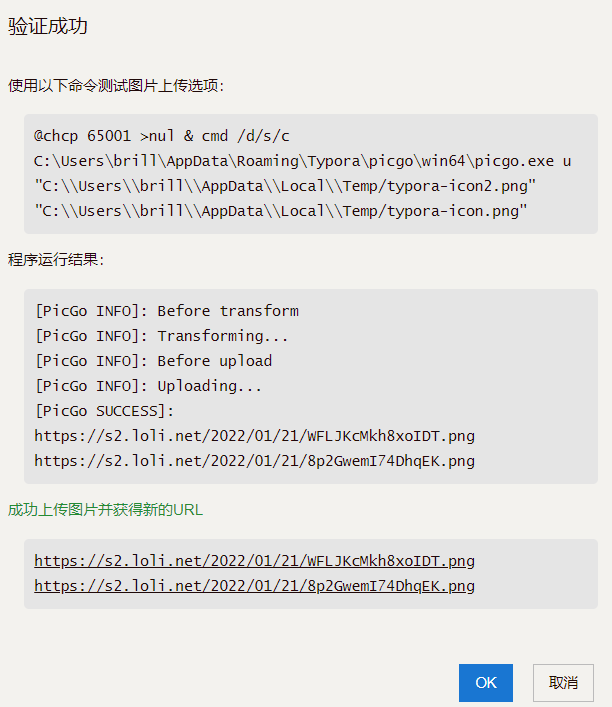 验证成功
使用以下命令测试图片上传选项:
@chcp 65001 >nul & cmd /d/s/c
C:\Users\brill\AppData\Roaming\Typora\picgo\win64\picgo.exe u
"C:\\Users\\brill\\AppData\\Local\\Temp/typora-icon2.png"
"C:\\Users\\brill\\AppData\\Local\\Temp/typora-icon.png"
程序运行结果:
[PicGo INFO]: Before transform
[PicGo INFO]: Transforming...
[PicGo INFO]: Before upload
[PicGo INFO]: Uploading...
[PicGo SUCCESS]:
https://s2.loli.net/2022/01/21/WFLJKcMkh8xoIDT.png
https://s2.loli.net/2022/01/21/8p2GwemI74DhqEK.png
成功上传图片并获得新的URL
https://s2.loli.net/2022/01/21/WFLJKcMkh8xoIDT.png
https://s2.loli.net/2022/01/21/8p2GwemI74DhqEK.png
OK 取消